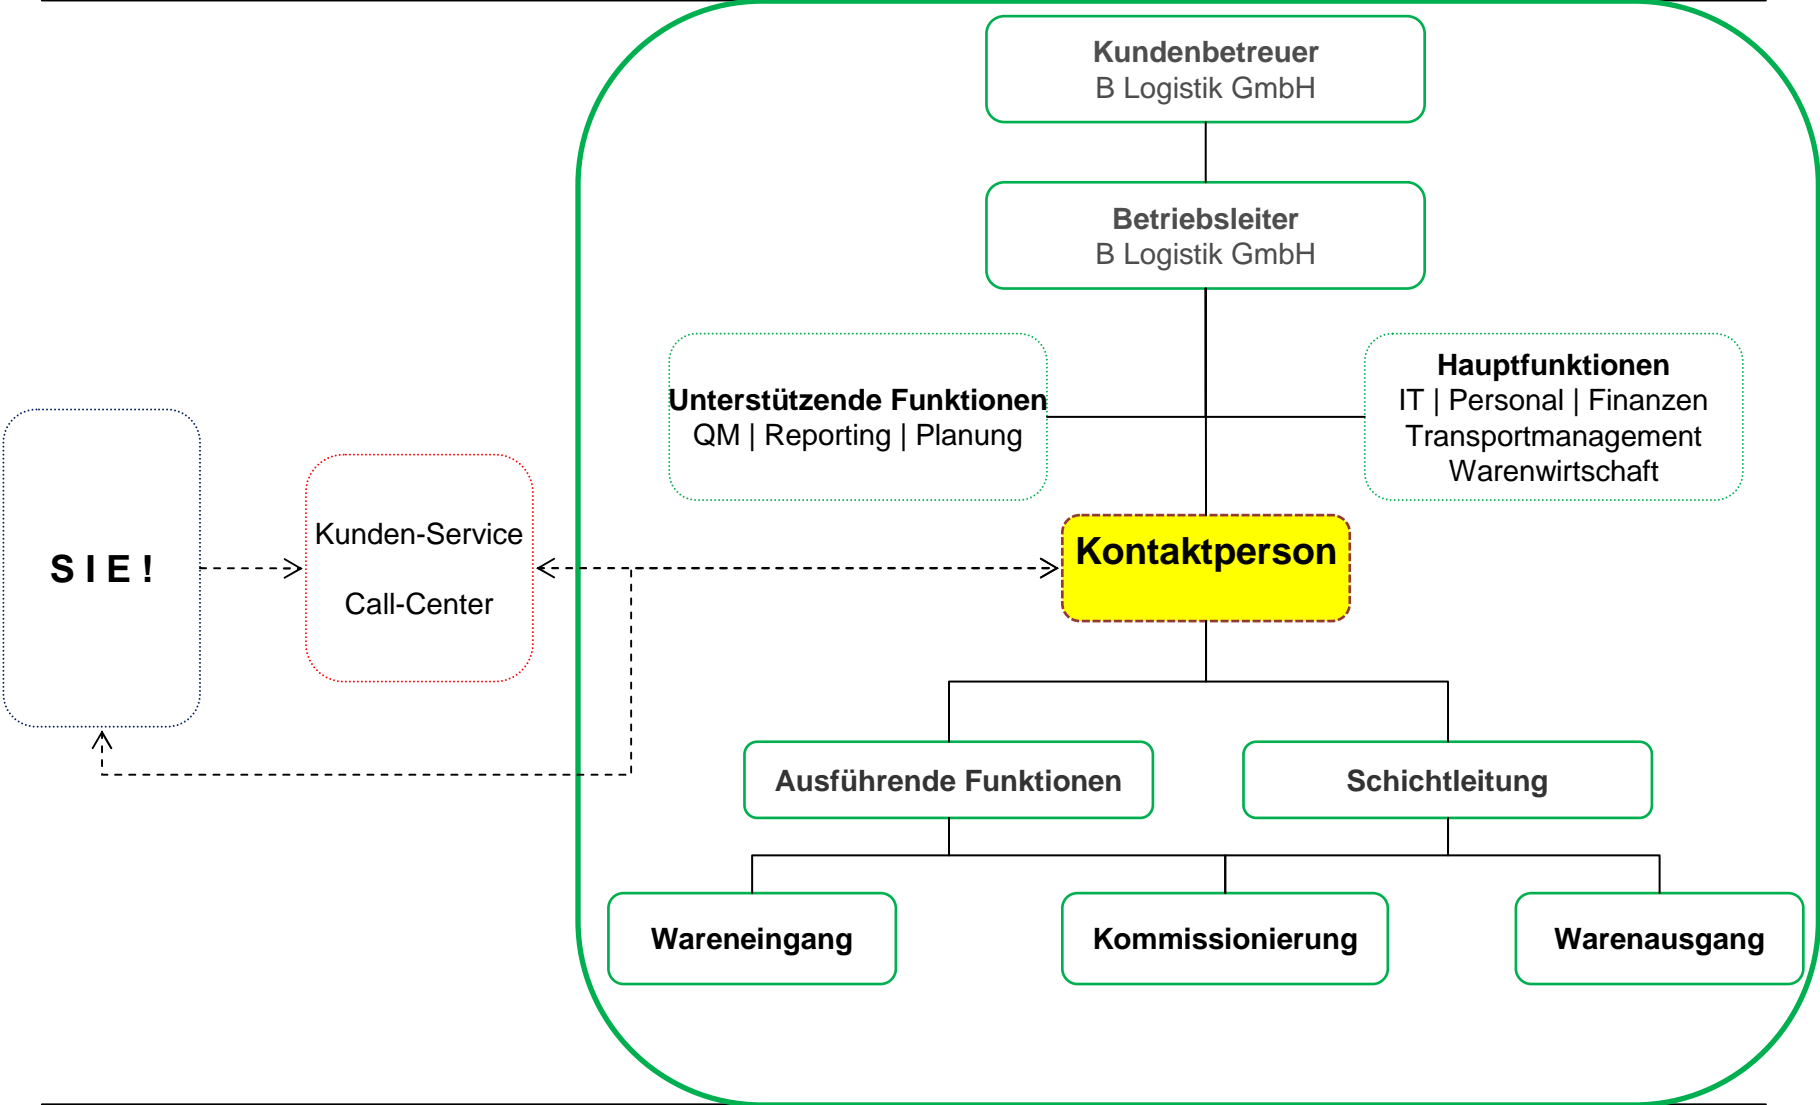 Kundenbetreuer
B Logistik GmbH
Betriebsleiter
B Logistik GmbH
Unterstützende Funktionen
QM | Reporting | Planung
Hauptfunktionen
IT | Personal | Finanzen
Transportmanagement
Warenwirtschaft
S I E !
Kunden-Service
Call-Center
Kontaktperson
Ausführende Funktionen
Schichtleitung
Wareneingang
Kommissionierung
Warenausgang